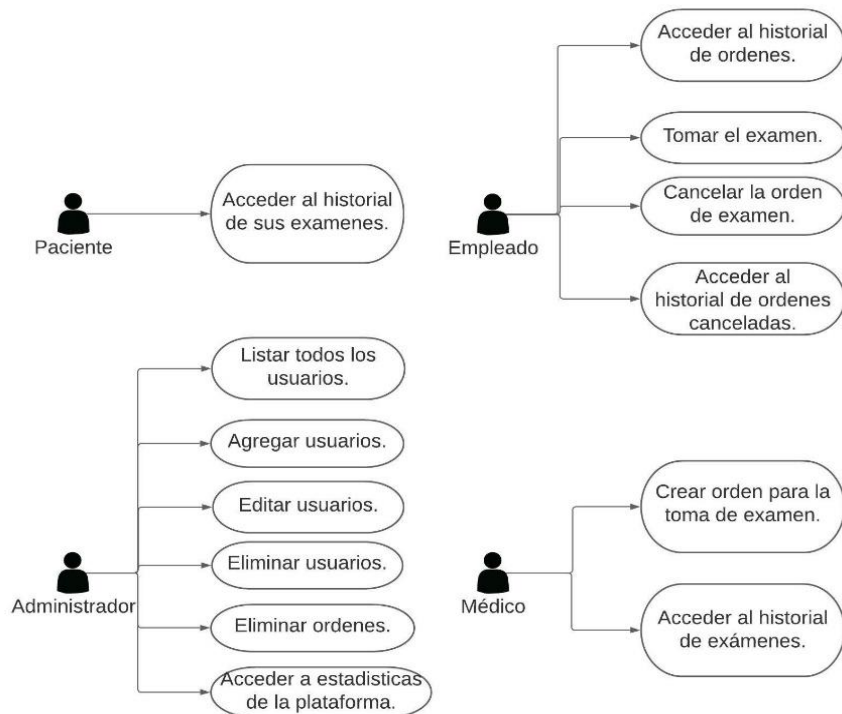 Paciente
Acceder al historial
de sus examenes.
Empleado
Acceder al historial
de ordenes.
Tomar el examen.
Cancelar la orden
de examen.
Acceder al
historial de ordenes
canceladas.
Administrador
Listar todos los
usuarios.
Agregar usuarios.
Editar usuarios.
Eliminar usuarios.
Eliminar ordenes.
Acceder a estadisticas
de la plataforma.
Médico
Crear orden para la
toma de examen.
Acceder al historial
de exámenes.